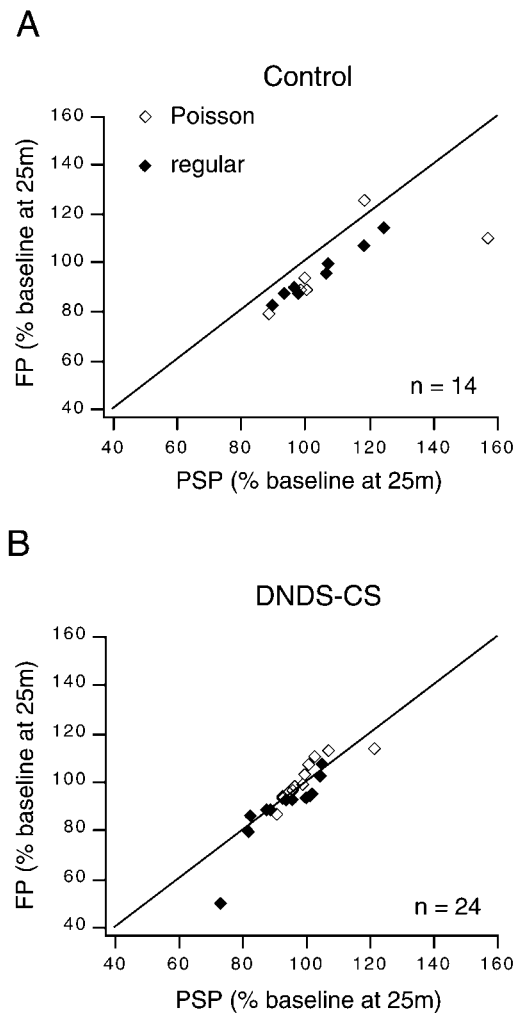 A
Control
Poisson
regular
160
140
120
100
80
60
40
FP (% baseline at 25m)
n = 14
40 60 80 100 120 140 160
PSP (% baseline at 25m)
B
DNDS-CS
160
140
120
100
80
60
40
FP (% baseline at 25m)
n = 24
40 60 80 100 120 140 160
PSP (% baseline at 25m)